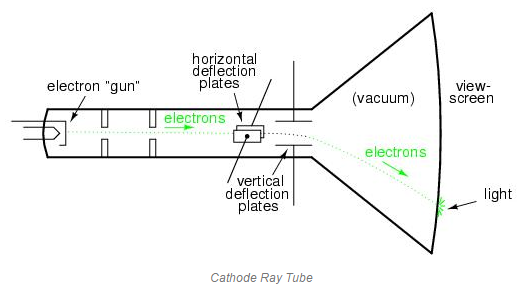 horizontal
deflection
plates
electron "gun"
electrons
(vacuum)
view-
screen
electrons
vertical
deflection
plates
light
Cathode Ray Tube